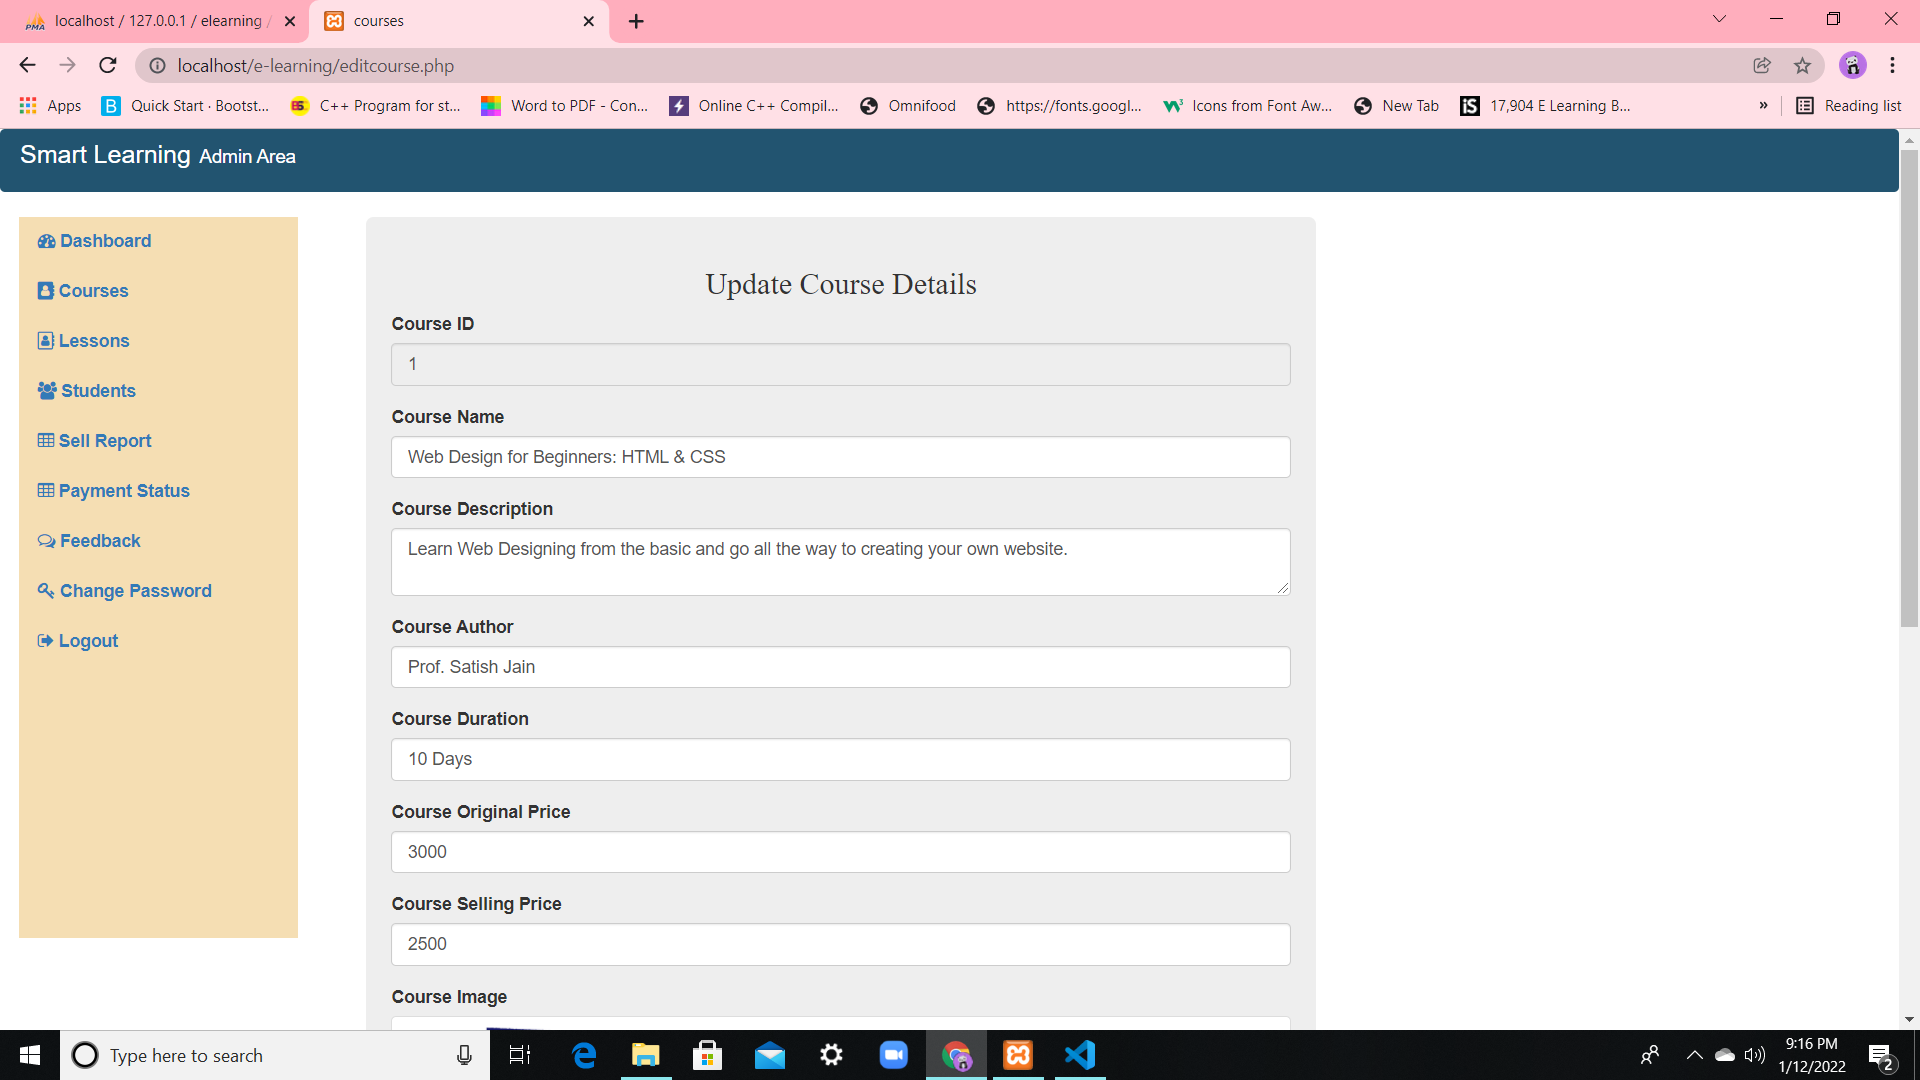 localhost / 127.0.0.1 / elearning /
courses
localhost/e-learning/editcourse.php
Apps
Quick Start · Bootst...
C++ Program for st...
Word to PDF - Con...
Online C++ Compil...
Omnifood
https://fonts.googl...
Icons from Font Aw...
New Tab
17,904 E Learning B...
»
Reading list
Smart Learning Admin Area
Dashboard
Courses
Lessons
Students
Sell Report
Payment Status
Feedback
Change Password
Logout
Update Course Details
Course ID
1
Course Name
Web Design for Beginners: HTML & CSS
Course Description
Learn Web Designing from the basic and go all the way to creating your own website.
Course Author
Prof. Satish Jain
Course Duration
10 Days
Course Original Price
3000
Course Selling Price
2500
Course Image
Type here to search
9:16 PM
1/12/2022
2